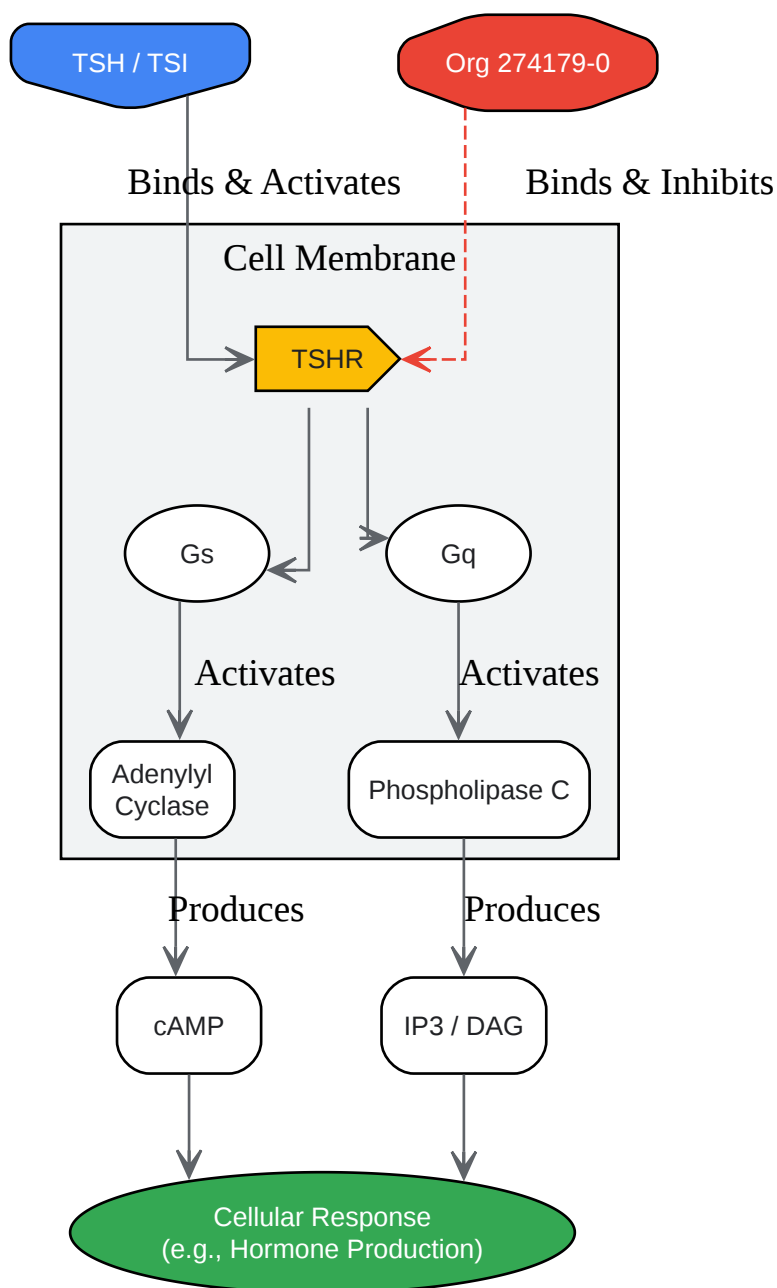 TSH / TSI
Org 274179-0
Binds & Activates
Binds & Inhibits
Cell Membrane
TSHR
Gs
Gq
Activates
Activates
Adenylyl
Cyclase
Phospholipase C
Produces
Produces
cAMP
IP3 / DAG
Cellular Response
(e.g., Hormone Production)